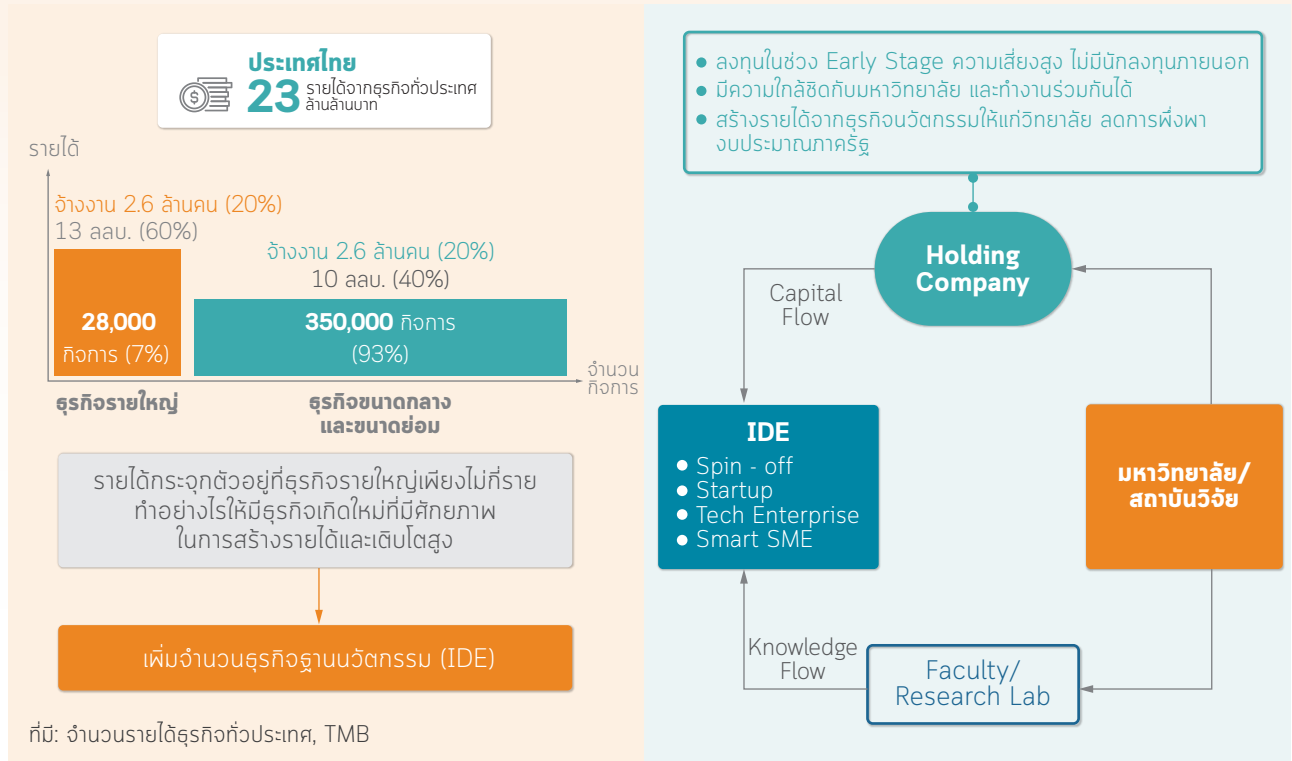 ประเทศไทย
23 รายได้จากธุรกิจทั่วประเทศ
ล้านล้านบาท
รายได้
จ้างงาน 2.6 ล้านคน (20%)
13 ลลบ. (60%)
28,000
กิจการ (7%)
จ้างงาน 2.6 ล้านคน (20%)
10 ลลบ. (40%)
350,000 กิจการ
(93%)
จำนวน
กิจการ
ธุรกิจรายใหญ่
ธุรกิจขนาดกลาง
และขนาดย่อม
รายได้กระจุกตัวอยู่ที่ธุรกิจรายใหญ่เพียงไม่กี่ราย
ทำอย่างไรให้มีธุรกิจเกิดใหม่ที่มีศักยภาพ
ในการสร้างรายได้และเติบโตสูง
เพิ่มจำนวนธุรกิจฐานนวัตกรรม (IDE)
ที่มี: จำนวนรายได้ธุรกิจทั่วประเทศ, TMB
● ลงทุนในช่วง Early Stage ความเสี่ยงสูง ไม่มีนักลงทุนภายนอก
● มีความใกล้ชิดกับมหาวิทยาลัย และทำงานร่วมกันได้
● สร้างรายได้จากธุรกิจนวัตกรรมให้แก่วิทยาลัย ลดการพึ่งพา
งบประมาณภาครัฐ
Holding
Company
Capital
Flow
IDE
● Spin - off
● Startup
● Tech Enterprise
● Smart SME
มหาวิทยาลัย/
สถาบันวิจัย
Knowledge
Flow
Faculty/
Research Lab